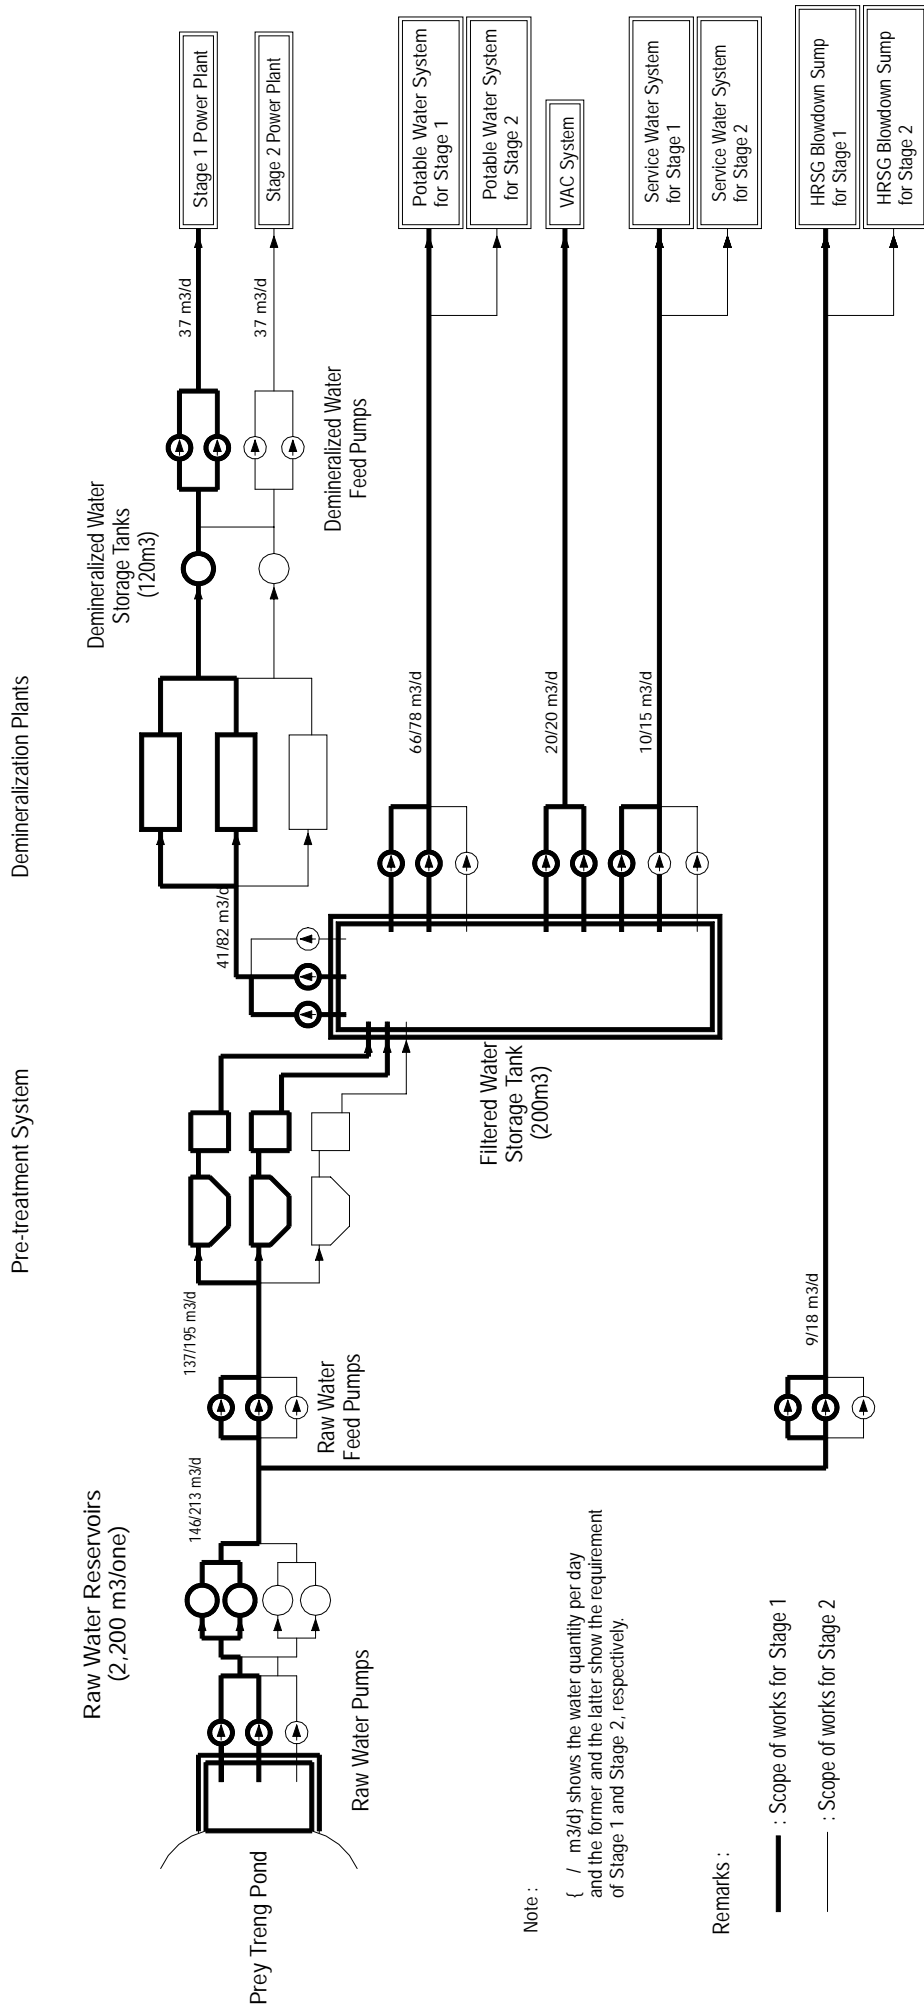 Demineralization Plants
Pre-treatment System
Demineralized Water
Storage Tanks
(120m3)
Stage 1 Power Plant
37 m3/d
Stage 2 Power Plant
37 m3/d
Demineralized Water
Feed Pumps
41/82 m3/d
Raw Water Reservoirs
(2,200 m3/one)
137/195 m3/d
146/213 m3/d
Raw Water
Feed Pumps
Raw Water Pumps
Prey Treng Pond
Filtered Water
Storage Tank
(200m3)
Potable Water System
for Stage 1
66/78 m3/d
Potable Water System
for Stage 2
VAC System
20/20 m3/d
Service Water System
for Stage 1
10/15 m3/d
Service Water System
for Stage 2
HRSG Blowdown Sump
for Stage 1
9/18 m3/d
HRSG Blowdown Sump
for Stage 2
Note :
{ / m3/d} shows the water quantity per day
and the former and the latter show the requirement
of Stage 1 and Stage 2, respectively.
Remarks :
: Scope of works for Stage 1
: Scope of works for Stage 2